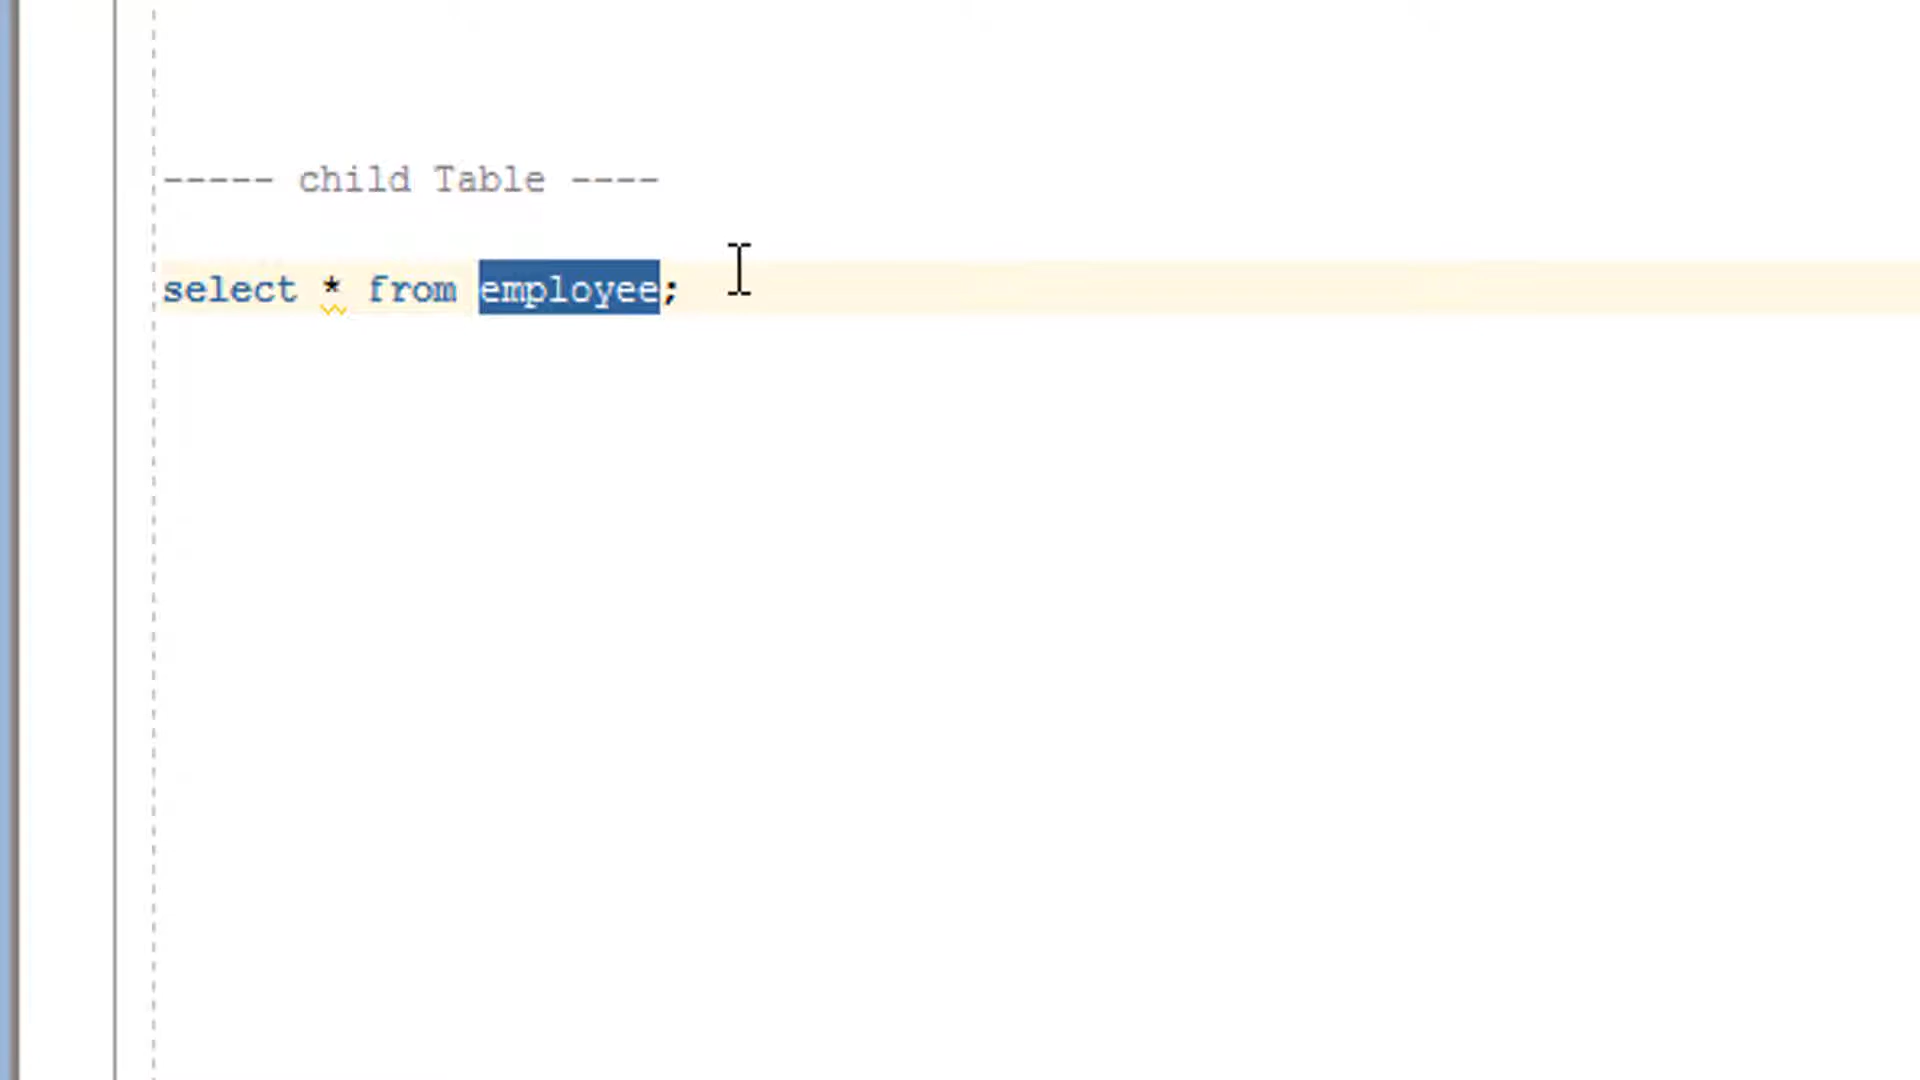 ----- child Table ----
select * from employee;